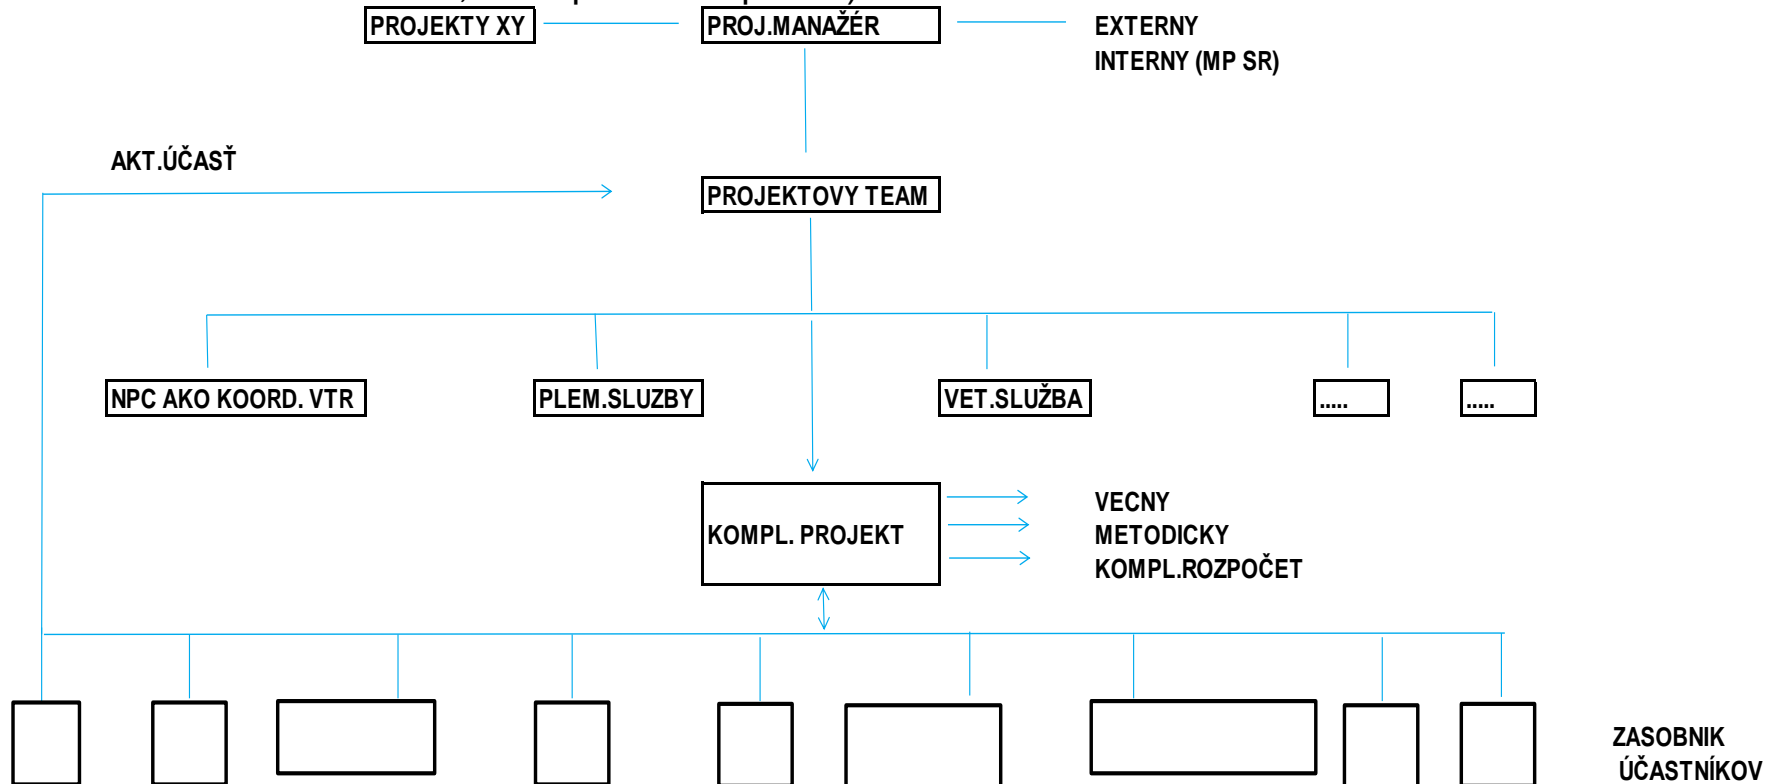 PROJEKTY XY
PROJ.MANAŽÉR
EXTERNY
INTERNY (MP SR)
AKT.ÚČASŤ
PROJEKTOVY TEAM
NPC AKO KOORD. VTR
PLEM.SLUZBY
VET.SLUŽBA
.....
.....
KOMPL. PROJEKT
VECNY
METODICKY
KOMPL.ROZPOČET
ZASOBNIK
ÚČASTNÍKOV